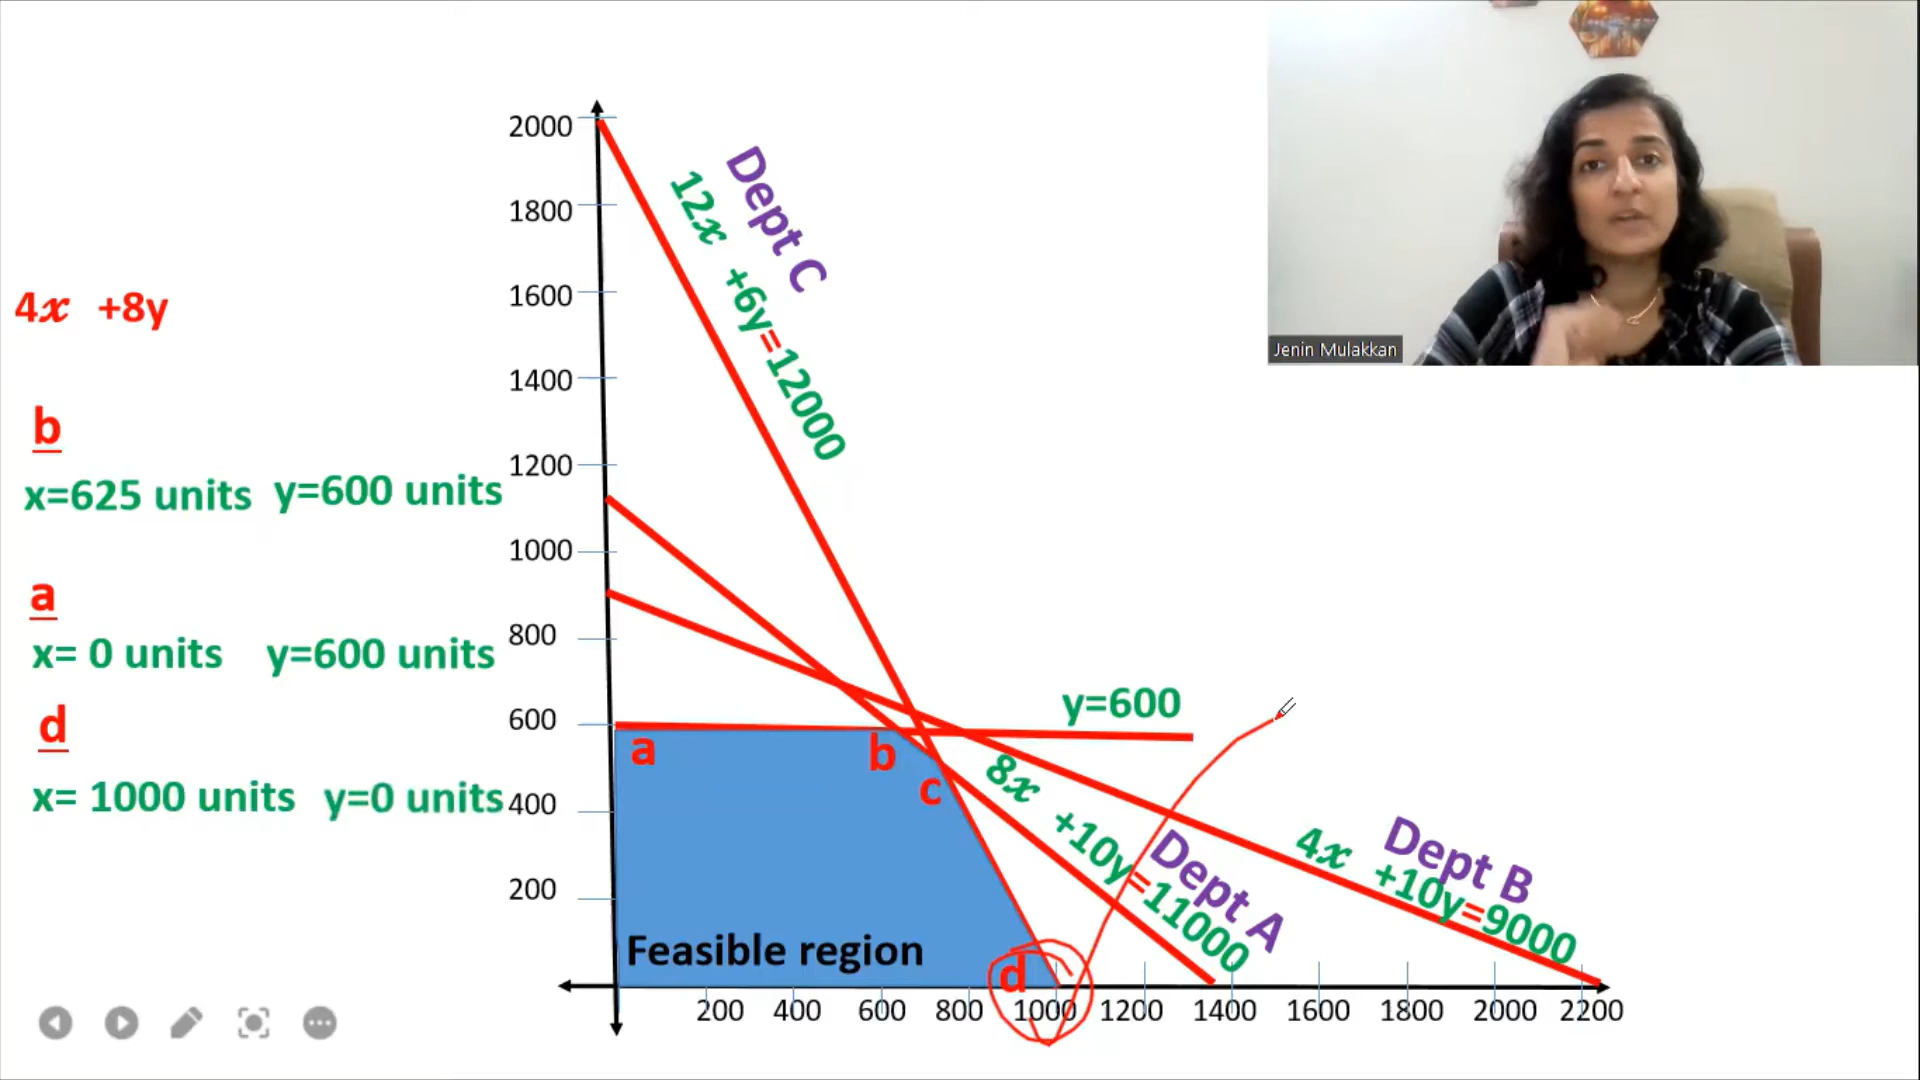 4x +8y
b
x=625 units y=600 units
a
x= 0 units y=600 units
d
x= 1000 units y=0 units
2000
1800
1600
1400
1200
1000
800
600
400
200
Dept C
12x +6y=12000
y=600
a
b
c
8x +10y=11000
Dept A
Dept B
4x +10y=9000
Feasible region
d
200 400 600 800 1000 1200 1400 1600 1800 2000 2200
Jenin Mulakkan